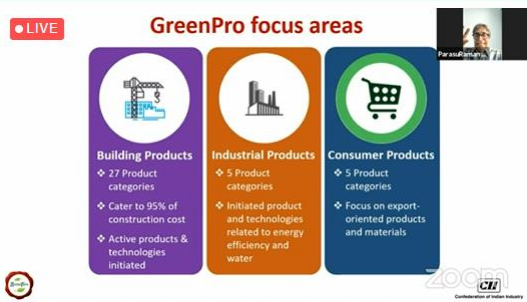 LIVE
GreenPro focus areas
ParasuRaman
Building Products
❖ 27 Product
categories
❖ Cater to 95% of
construction cost
❖ Active products &
technologies
initiated
Industrial Products
❖ 5 Product
categories
❖ Initiated product
and technologies
related to energy
efficiency and
water
Consumer Products
❖ 5 Product
categories
❖ Focus on export-
oriented products
and materials
zoom
CII
Confederation of Indian Industry